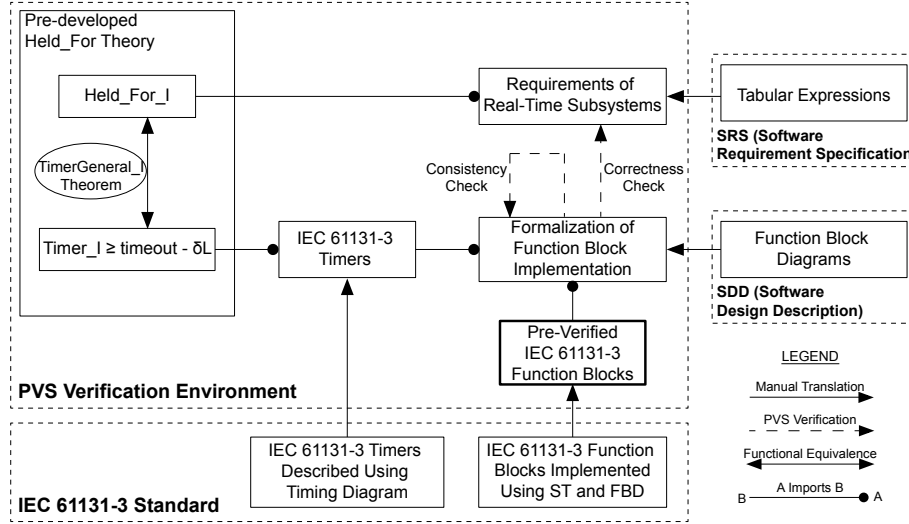 Pre-developed
Held_For Theory
Held_For_I
TimerGeneral_I
Theorem
Timer_I ≥ timeout - δL
IEC 61131-3
Timers
Requirements of
Real-Time Subsystems
Consistency
Check
Correctness
Check
Formalization of
Function Block
Implementation
Pre-Verified
IEC 61131-3
Function Blocks
PVS Verification Environment
Tabular Expressions
SRS (Software
Requirement Specification
Function Block
Diagrams
SDD (Software
Design Description)
LEGEND
Manual Translation
PVS Verification
Functional Equivalence
A Imports B
B
A
IEC 61131-3 Timers
Described Using
Timing Diagram
IEC 61131-3 Function
Blocks Implemented
Using ST and FBD
IEC 61131-3 Standard